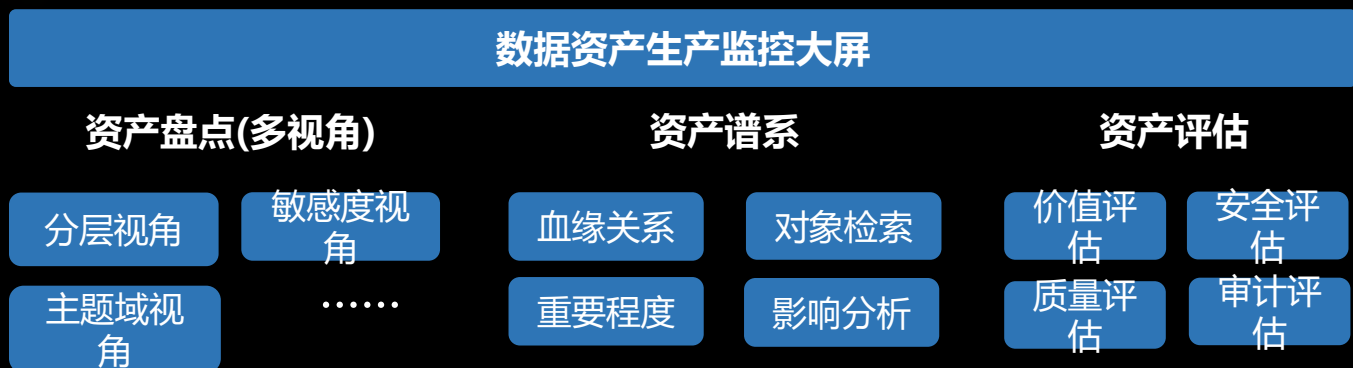 数据资产生产监控大屏
资产盘点(多视角)
分层视角
敏感度视
角
主题域视
角
……
资产谱系
血缘关系
对象检索
重要程度
影响分析
资产评估
价值评
估
安全评
估
质量评
估
审计评
估